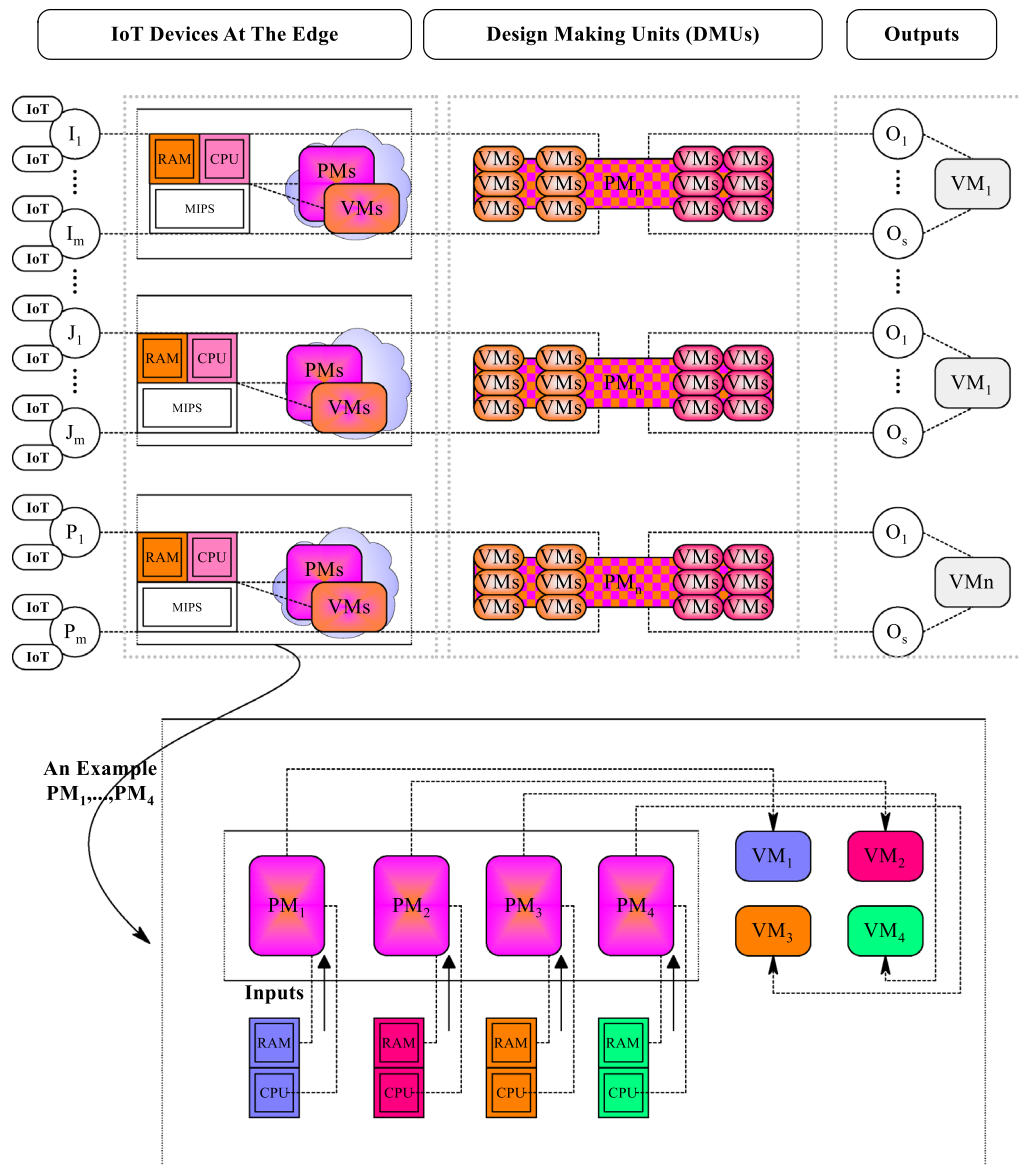 IoT Devices At The Edge
Design Making Units (DMUs)
Outputs
IoT
I1
IoT
IoT
Im
IoT
RAM
CPU
MIPS
PMs
VMs
VMs VMs PMn VMs VMs
VMs VMs VMs VMs
VMs VMs VMs VMs
O1
Os
VM1
IoT
J1
IoT
IoT
Jm
IoT
RAM
CPU
MIPS
PMs
VMs
VMs VMs PMn VMs VMs
VMs VMs VMs VMs
VMs VMs VMs VMs
O1
Os
VM1
IoT
P1
IoT
IoT
Pm
IoT
RAM
CPU
MIPS
PMs
VMs
VMs VMs PMn VMs VMs
VMs VMs VMs VMs
VMs VMs VMs VMs
O1
Os
VMn
An Example
PM1,...,PM4
PM1
PM2
PM3
PM4
VM1
VM2
VM3
VM4
Inputs
RAM
RAM
RAM
RAM
CPU
CPU
CPU
CPU